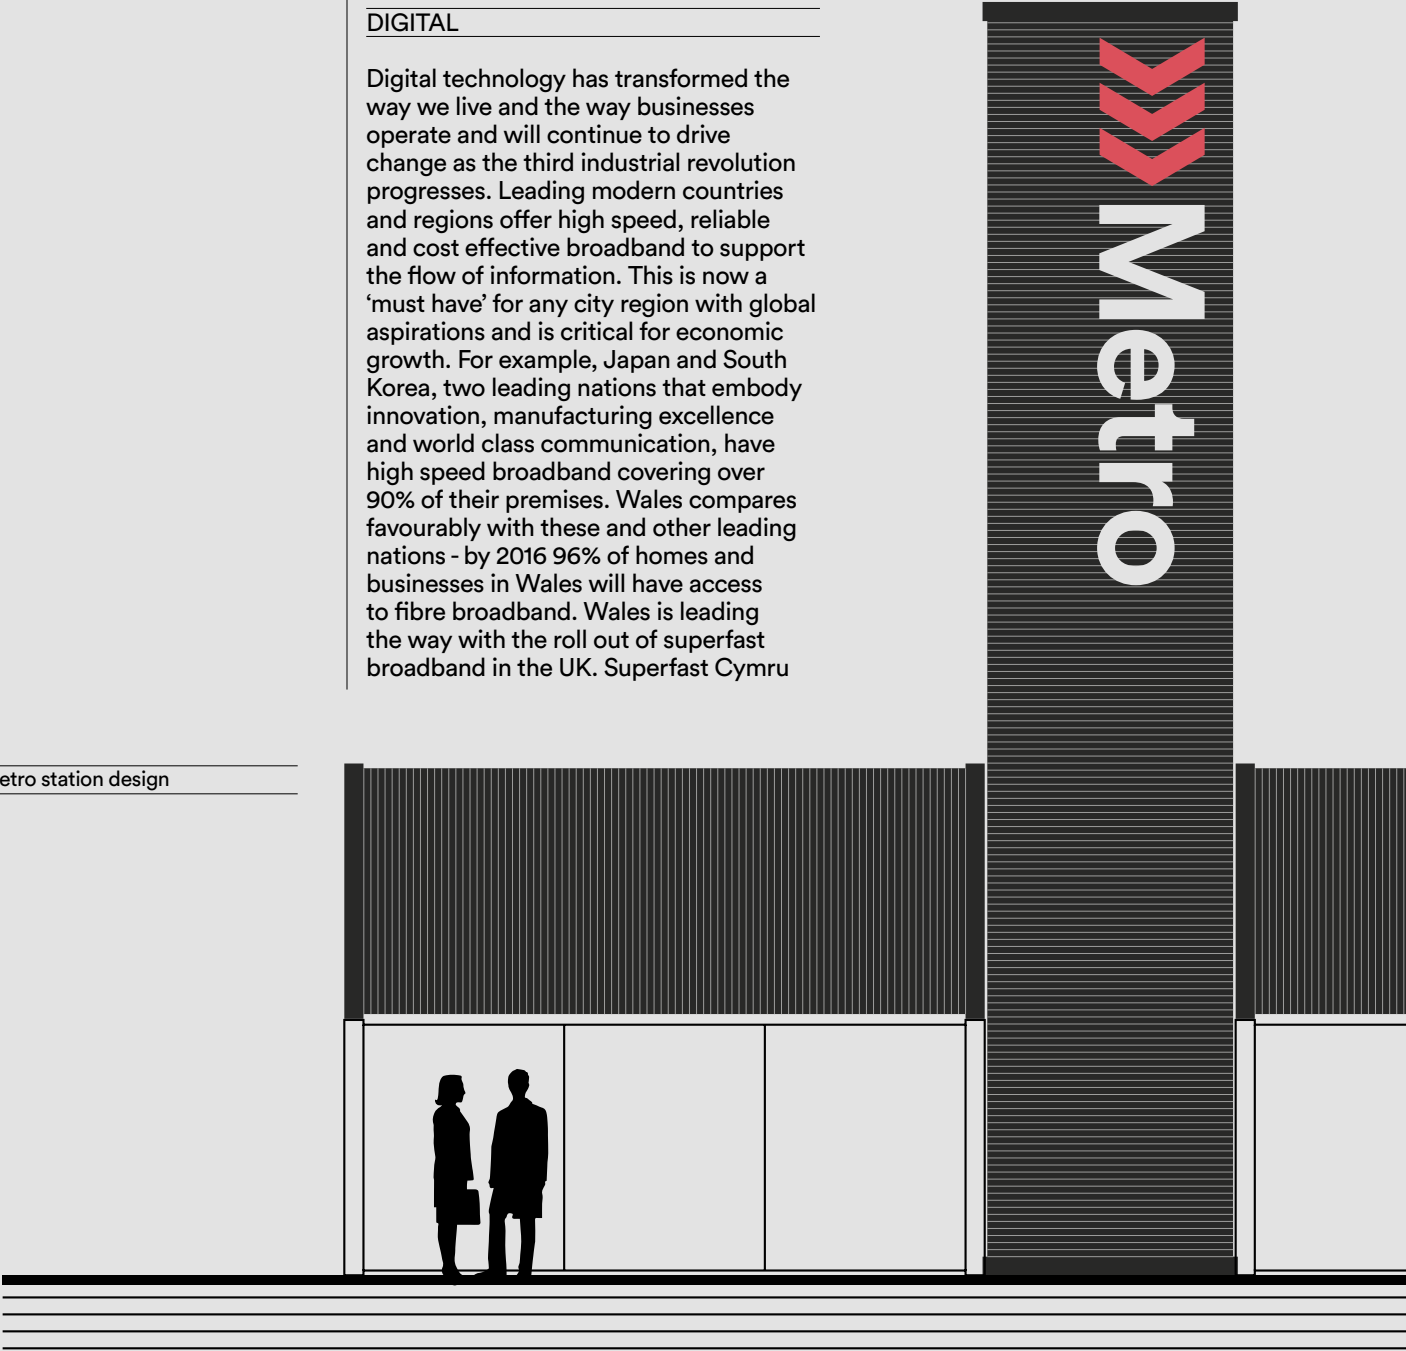 DIGITAL
Digital technology has transformed the
way we live and the way businesses
operate and will continue to drive
change as the third industrial revolution
progresses. Leading modern countries
and regions offer high speed, reliable
and cost effective broadband to support
the flow of information. This is now a
‘must have’ for any city region with global
aspirations and is critical for economic
growth. For example, Japan and South
Korea, two leading nations that embody
innovation, manufacturing excellence
and world class communication, have
high speed broadband covering over
90% of their premises. Wales compares
favourably with these and other leading
nations - by 2016 96% of homes and
businesses in Wales will have access
to fibre broadband. Wales is leading
the way with the roll out of superfast
broadband in the UK. Superfast Cymru
Metro
etro station design